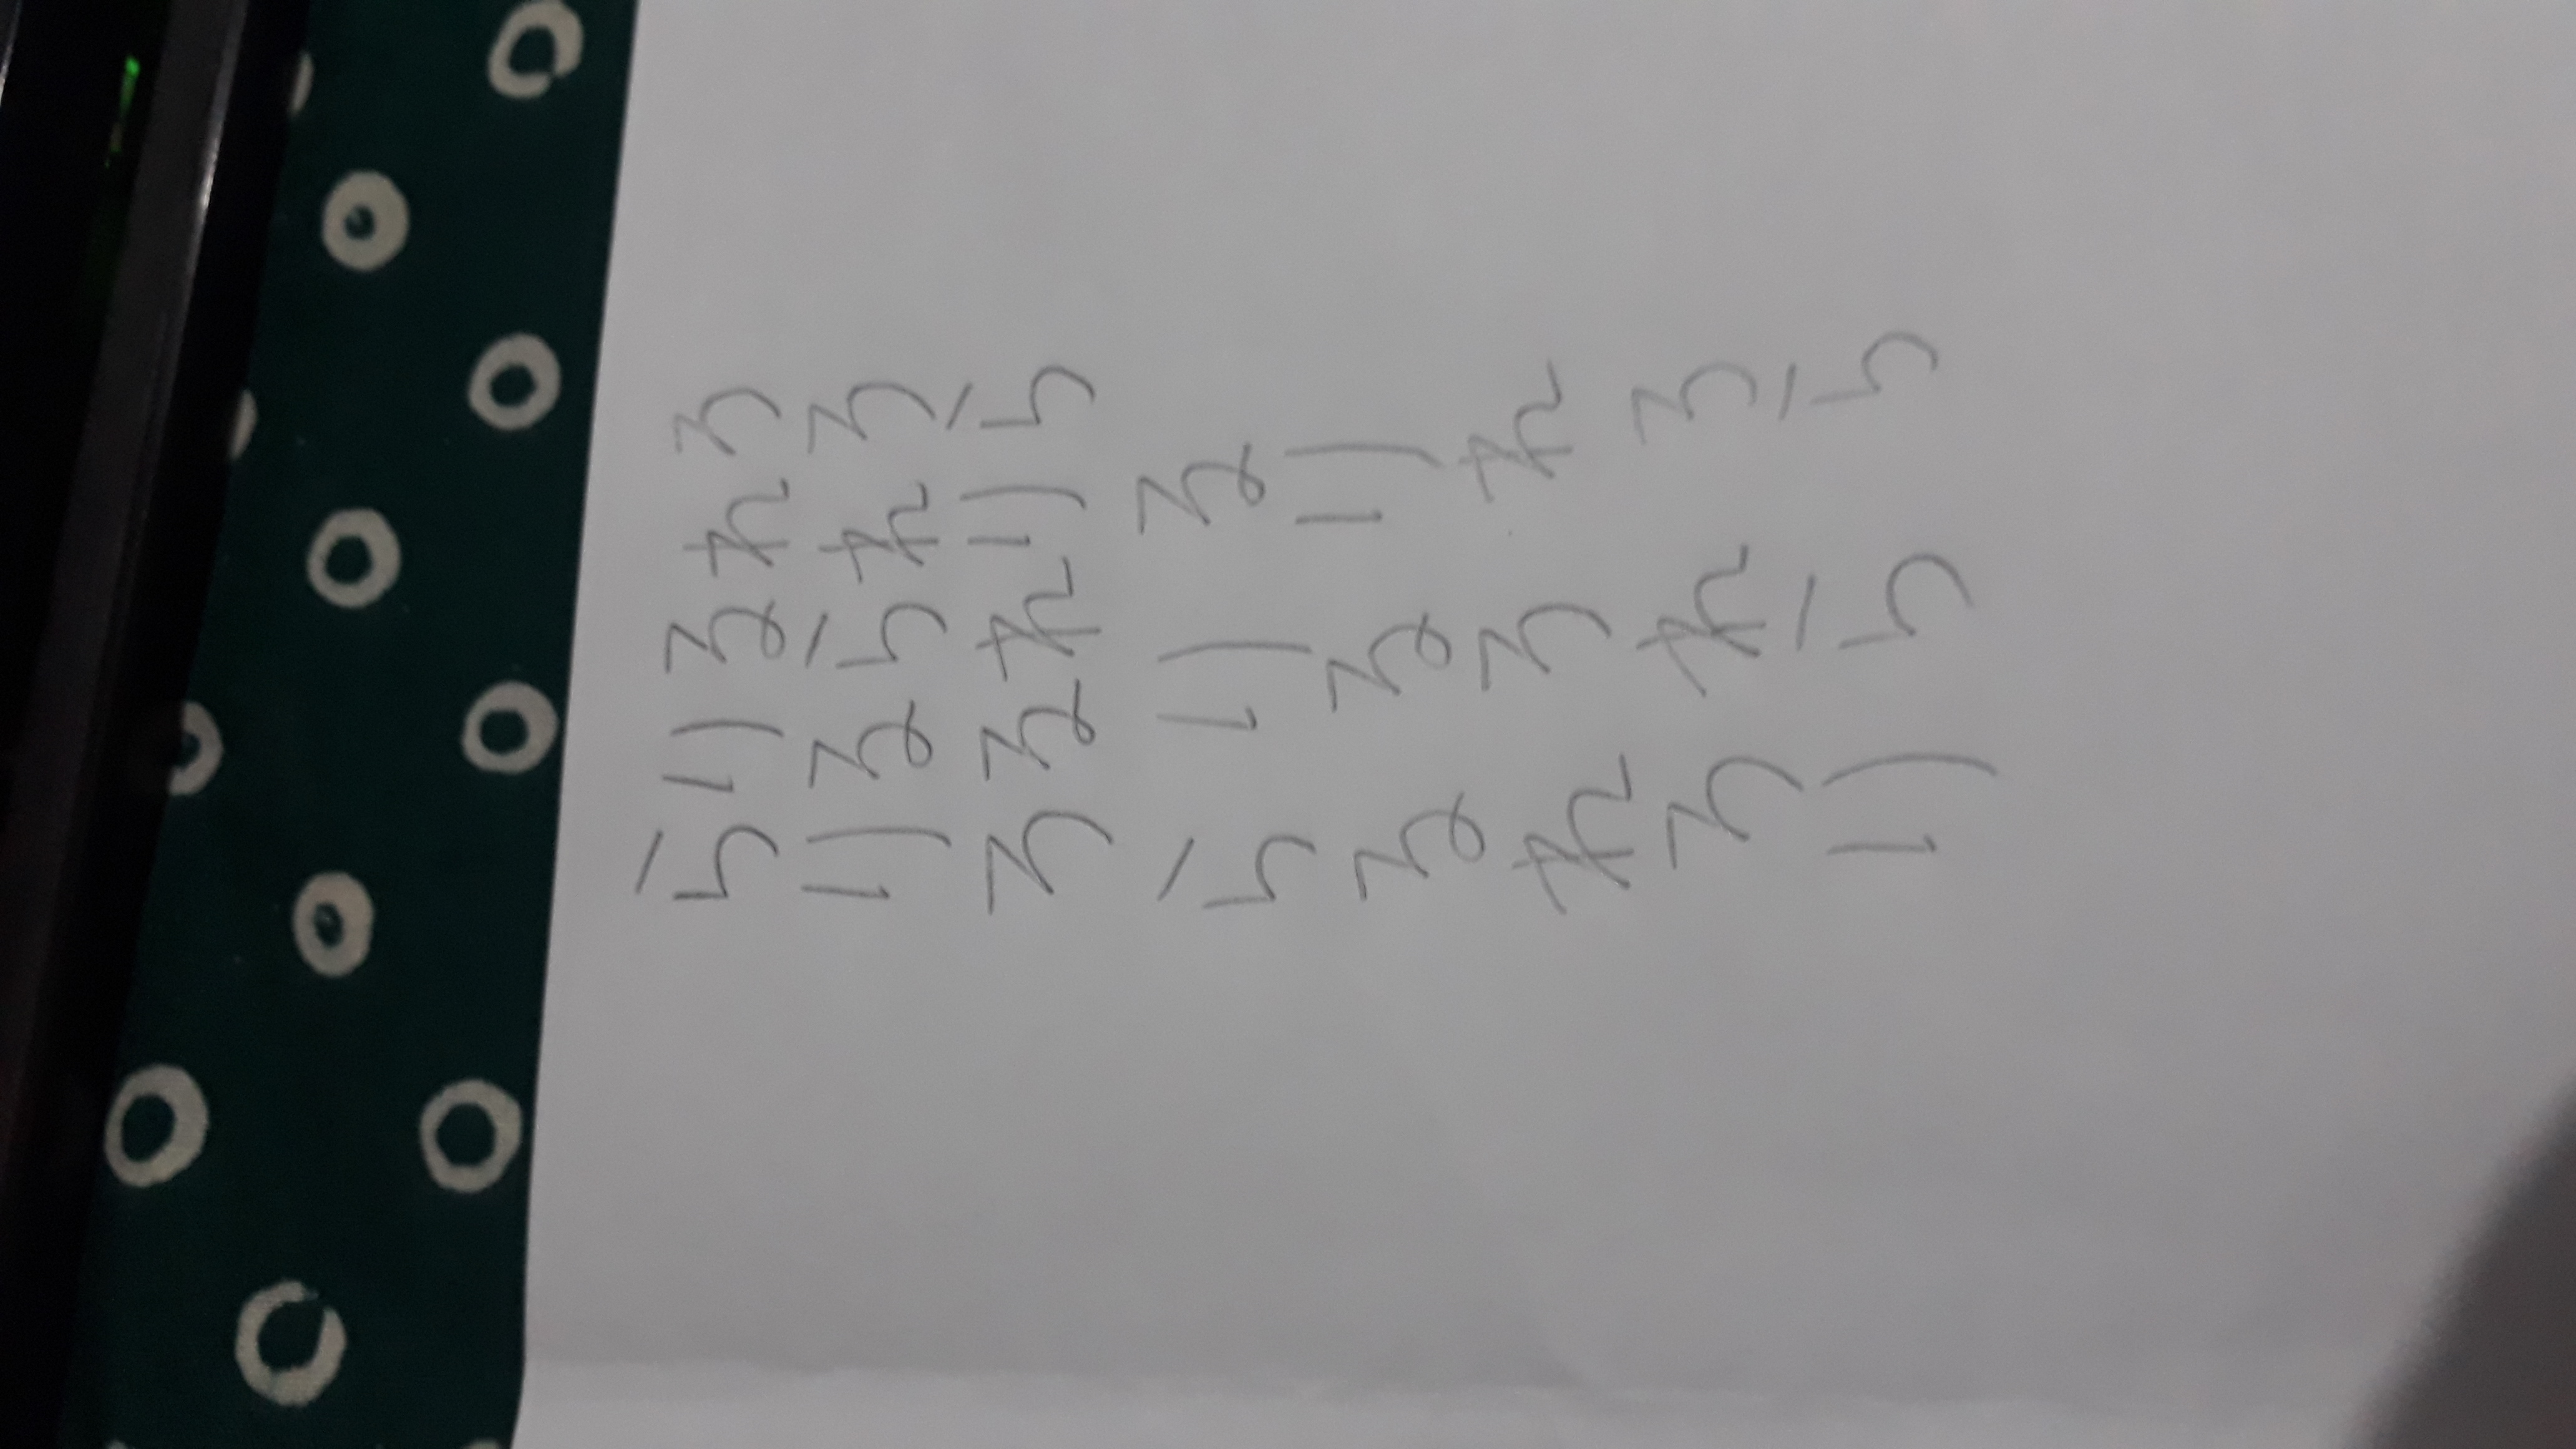 らりるれろ
りるられろ
ろるれりら
ら り る
る る り
れ ろ れ
ろ れ ろ
り ら ら